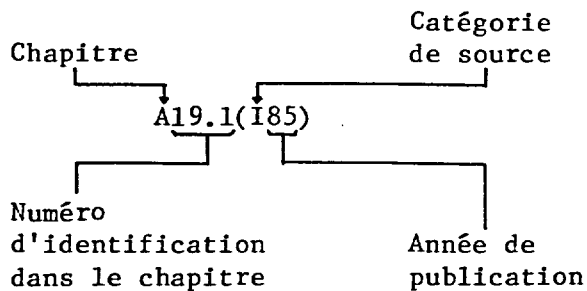 Catégorie
de source
Chapitre
A19.1(I85)
Numéro
d'identification
dans le chapitre
Année de
publication